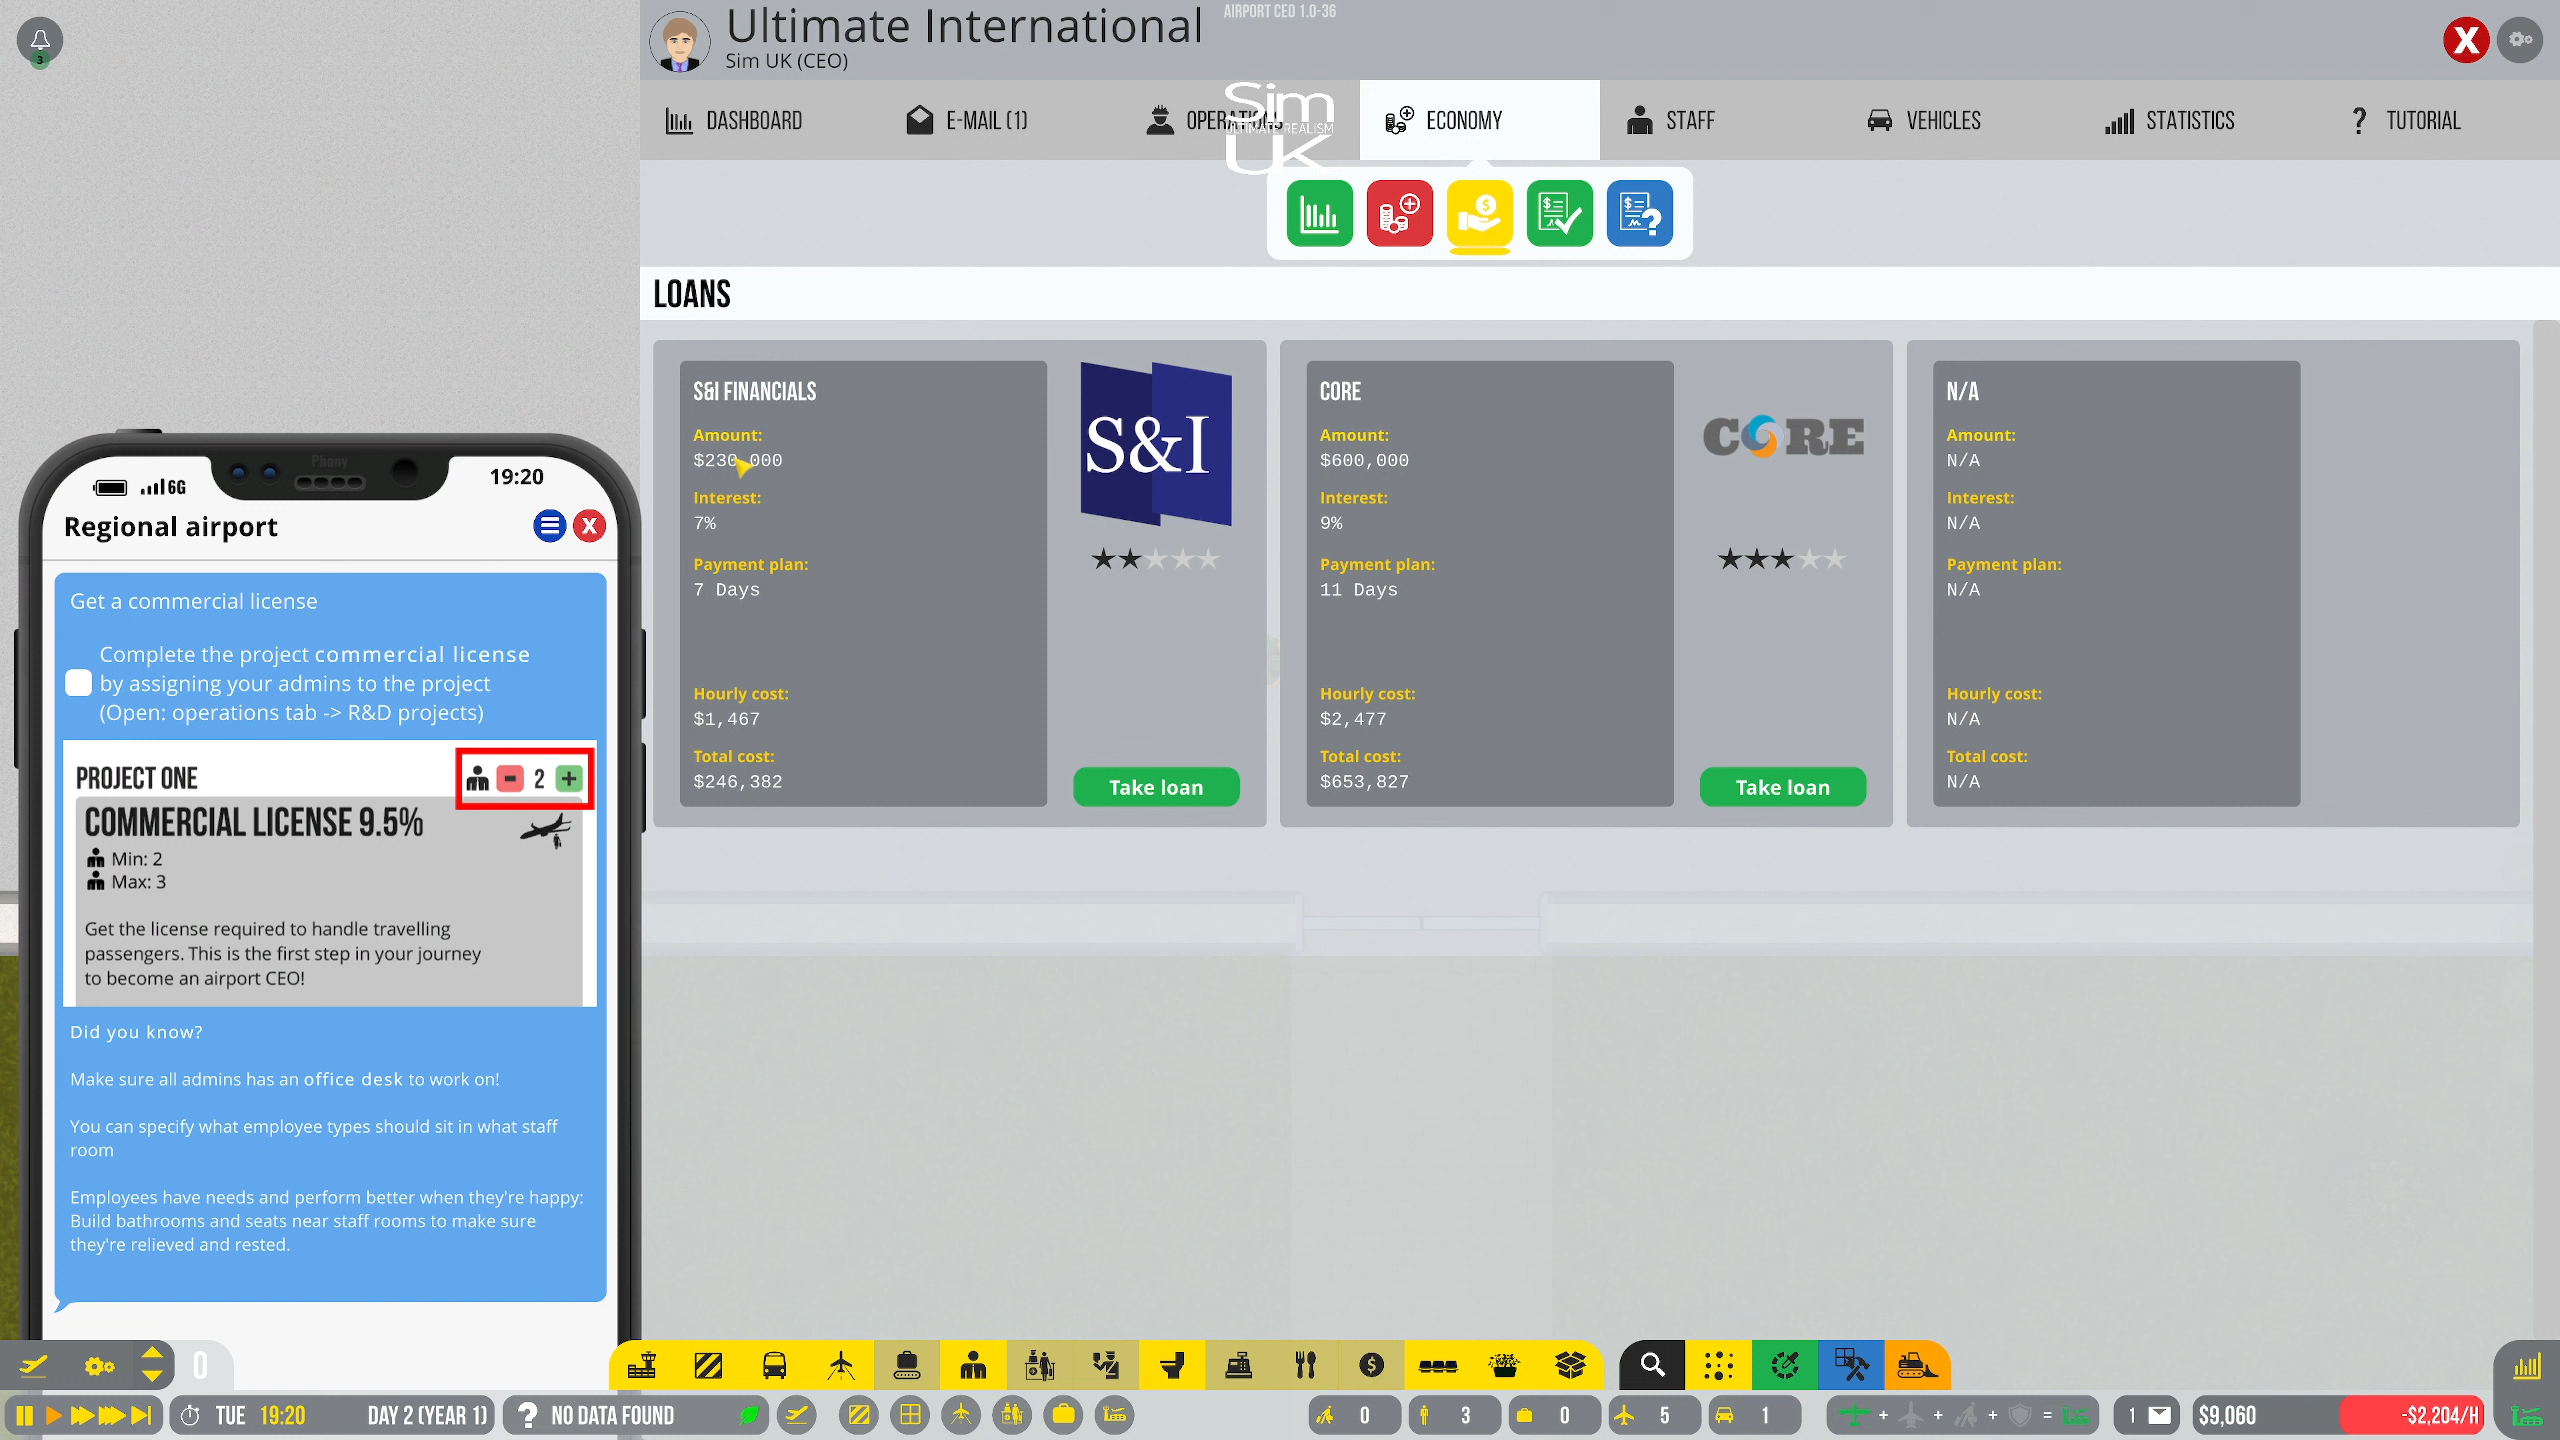 AIRPORT CEO 1.0-36
Ultimate International
Sim UK (CEO)
3
X
DASHBOARD
E-MAIL (1)
OPERATIONS
ECONOMY
STAFF
VEHICLES
STATISTICS
? TUTORIAL
Sim
ULTIMATE REALISM
UK
LOANS
S&I FINANCIALS
Amount:
$230,000
Interest:
7%
Payment plan:
7 Days
Hourly cost:
$1,467
Total cost:
$246,382
S&I
Take loan
CORE
Amount:
$600,000
Interest:
9%
Payment plan:
11 Days
Hourly cost:
$2,477
Total cost:
$653,827
CORE
Take loan
N/A
Amount:
N/A
Interest:
N/A
Payment plan:
N/A
Hourly cost:
N/A
Total cost:
N/A
Phony
6G
19:20
Regional airport
X
Get a commercial license
Complete the project commercial license
by assigning your admins to the project
(Open: operations tab -> R&D projects)
PROJECT ONE
- 2 +
COMMERCIAL LICENSE 9.5%
Min: 2
Max: 3
Get the license required to handle travelling
passengers. This is the first step in your journey
to become an airport CEO!
Did you know?
Make sure all admins has an office desk to work on!
You can specify what employee types should sit in what staff
room
Employees have needs and perform better when they're happy:
Build bathrooms and seats near staff rooms to make sure
they're relieved and rested.
0
TUE 19:20 DAY 2 (YEAR 1)
? NO DATA FOUND
0
3
0
5
1
+ + + =
1
$9,060
-$2,204/H